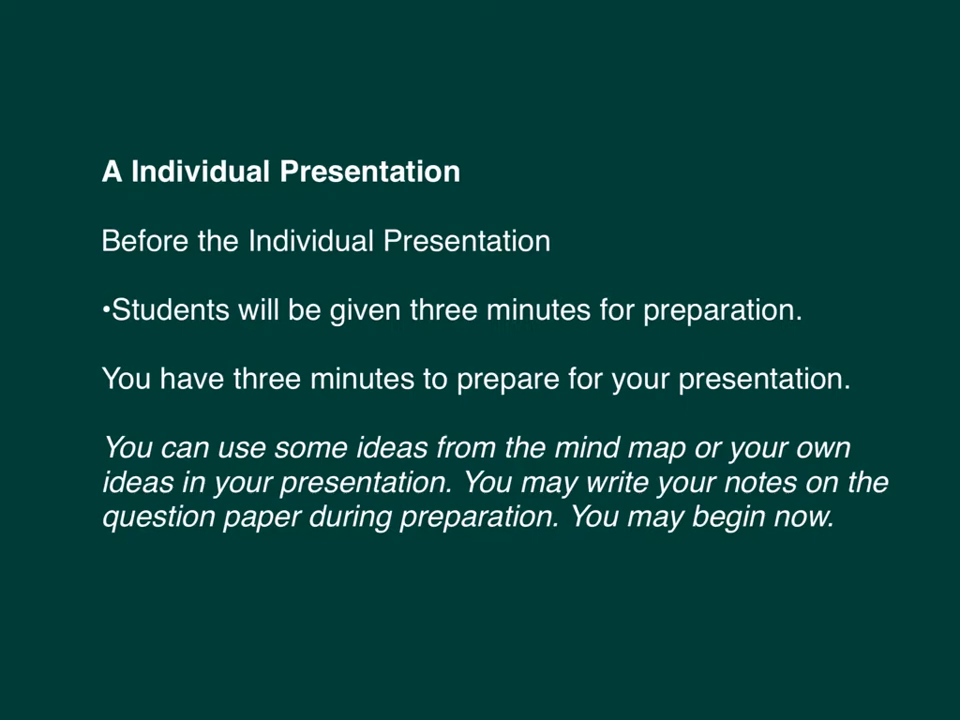 A Individual Presentation
Before the Individual Presentation
•Students will be given three minutes for preparation.
You have three minutes to prepare for your presentation.
You can use some ideas from the mind map or your own
ideas in your presentation. You may write your notes on the
question paper during preparation. You may begin now.